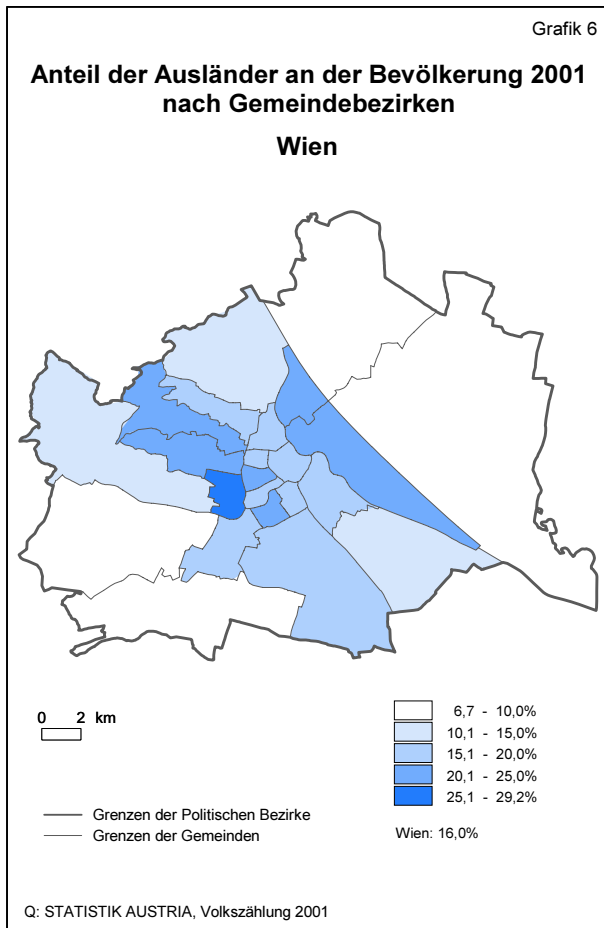 Grafik 6
Anteil der Ausländer an der Bevölkerung 2001
nach Gemeindebezirken
Wien
0 2 km
6,7 - 10,0%
10,1 - 15,0%
15,1 - 20,0%
20,1 - 25,0%
25,1 - 29,2%
Grenzen der Politischen Bezirke
Grenzen der Gemeinden
Wien: 16,0%
Q: STATISTIK AUSTRIA, Volkszählung 2001